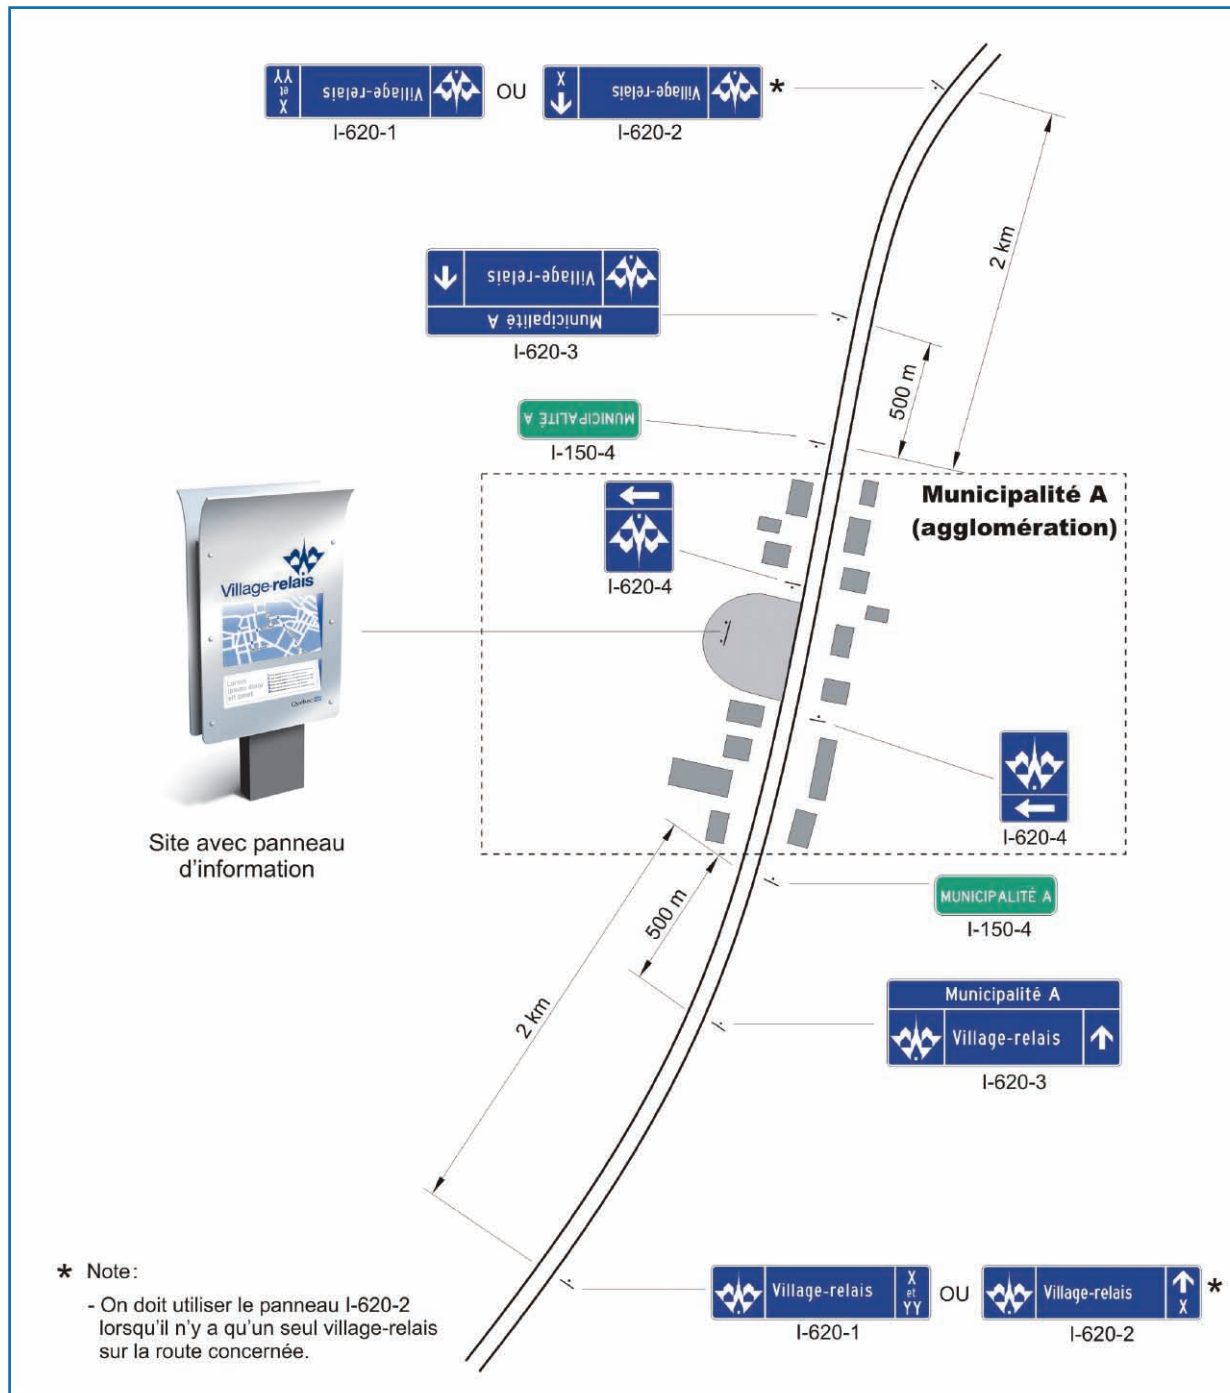 X
et
YY
Village-relais
I-620-1
OU
X
Village-relais
I-620-2
*
2 km
Village-relais
Municipalité A
I-620-3
500 m
MUNICIPALITÉ A
I-150-4
Municipalité A
(agglomération)
I-620-4
Village-relais
Québec
Site avec panneau
d'information
I-620-4
MUNICIPALITÉ A
I-150-4
500 m
2 km
Municipalité A
Village-relais
I-620-3
* Note:
- On doit utiliser le panneau I-620-2
lorsqu'il n'y a qu'un seul village-relais
sur la route concernée.
Village-relais
X
et
YY
I-620-1
OU
Village-relais
X
I-620-2
*